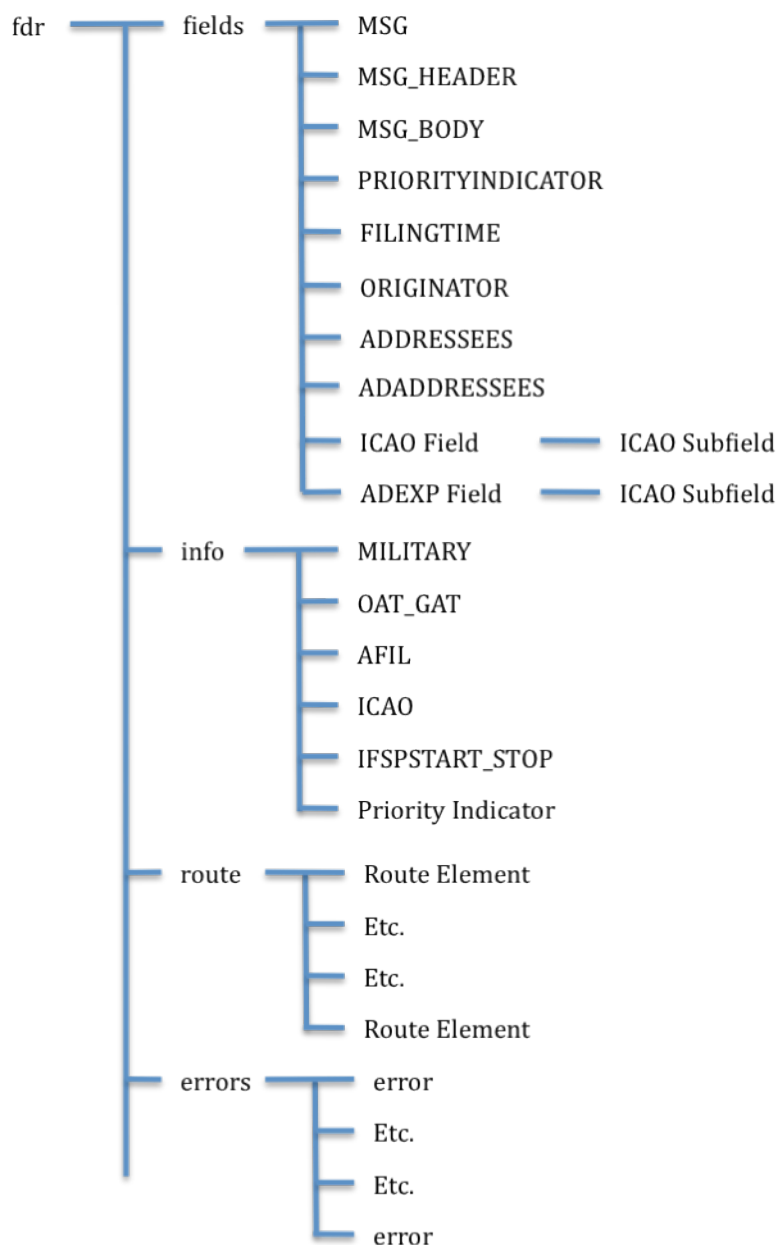 fdr fields MSG
MSG_HEADER
MSG_BODY
PRIORITYINDICATOR
FILINGTIME
ORIGINATOR
ADDRESSEES
ADADDRESSEES
ICAO Field ICAO Subfield
ADEXP Field ICAO Subfield
info MILITARY
OAT_GAT
AFIL
ICAO
IFSPSTART_STOP
Priority Indicator
route Route Element
Etc.
Etc.
Route Element
errors error
Etc.
Etc.
error